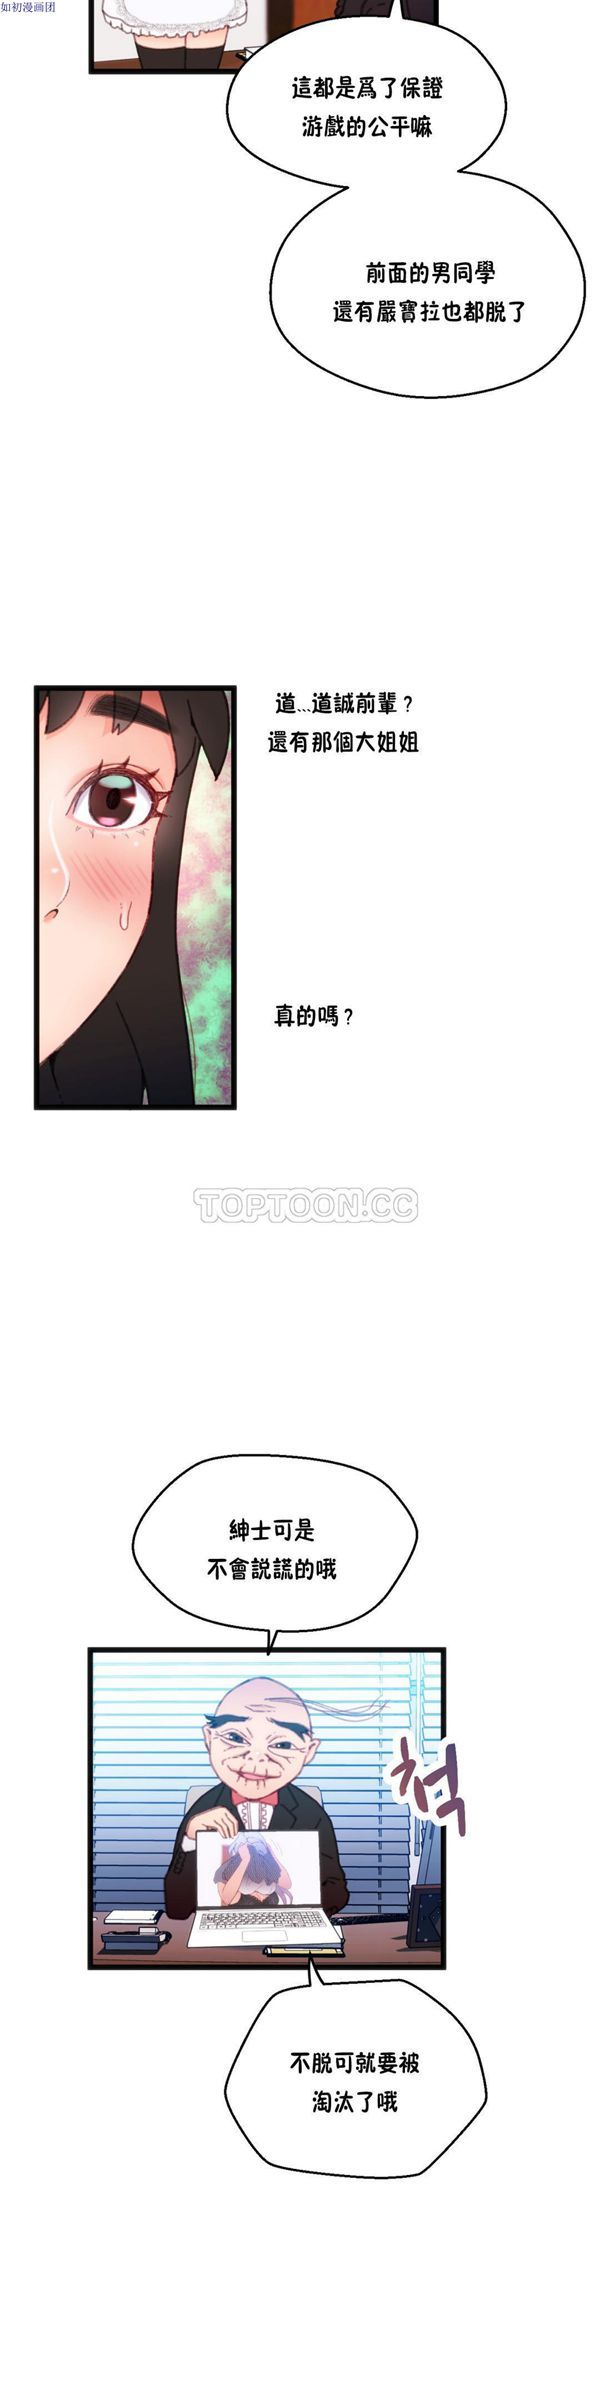 如初漫画团
這都是爲了保證
游戲的公平嘛
前面的男同學
還有嚴寶拉也都脫了
道...道誠前輩？
還有那個大姐姐
真的嗎？
TOPTOON.CC
紳士可是
不會説謊的哦
척
不脫可就要被
淘汰了哦